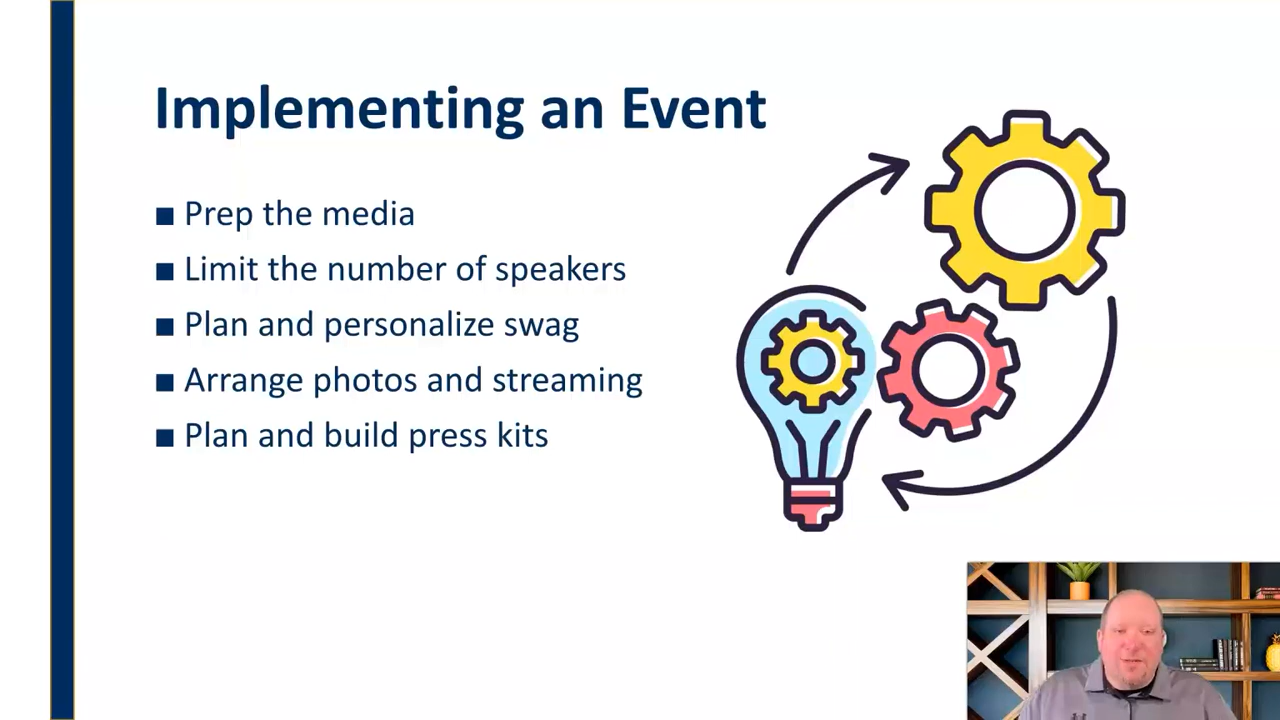 Implementing an Event
■ Prep the media
■ Limit the number of speakers
■ Plan and personalize swag
■ Arrange photos and streaming
■ Plan and build press kits